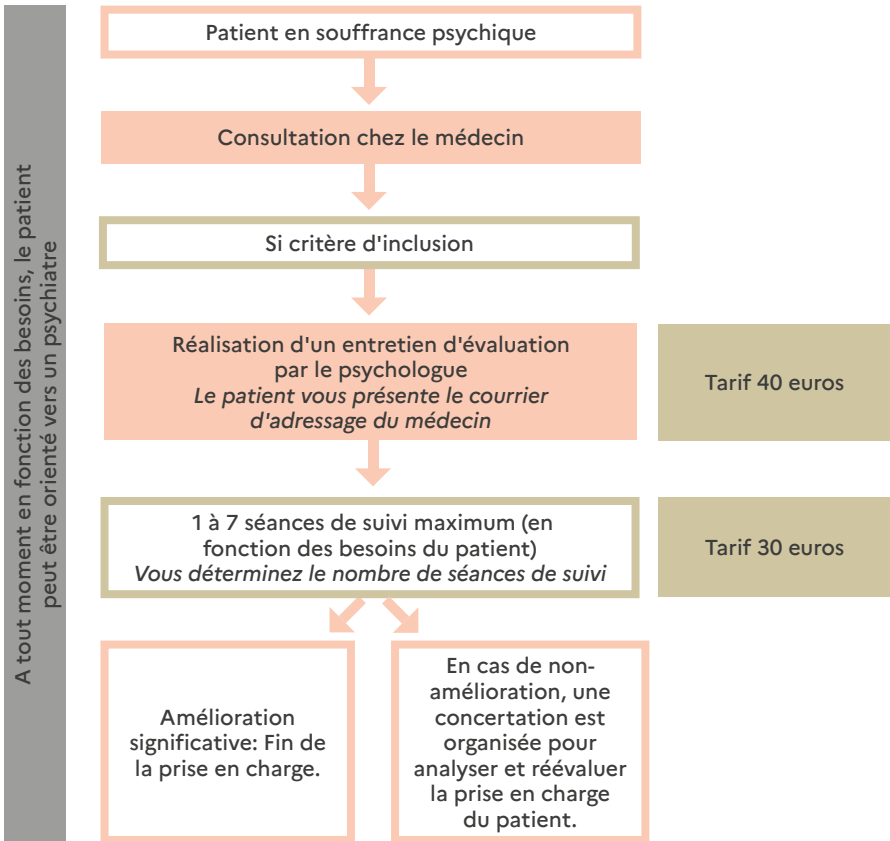 A tout moment en fonction des besoins, le patient
peut être orienté vers un psychiatre
Patient en souffrance psychique
Consultation chez le médecin
Si critère d'inclusion
Réalisation d'un entretien d'évaluation
par le psychologue
Le patient vous présente le courrier
d'adressage du médecin
Tarif 40 euros
1 à 7 séances de suivi maximum (en
fonction des besoins du patient)
Vous déterminez le nombre de séances de suivi
Tarif 30 euros
Amélioration
significative: Fin de
la prise en charge.
En cas de non-
amélioration, une
concertation est
organisée pour
analyser et réévaluer
la prise en charge
du patient.